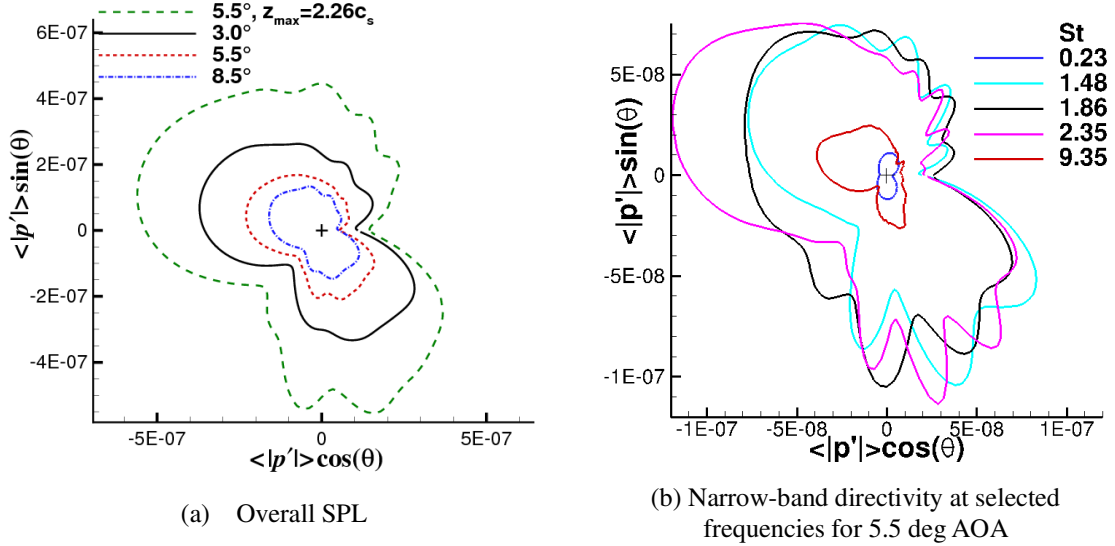 5.5°, z_max=2.26c_s
3.0°
5.5°
8.5°
6E-07
4E-07
2E-07
0
-2E-07
-4E-07
<|p′|>sin(θ)
-5E-07
0
5E-07
<|p′|>cos(θ)
(a) Overall SPL
St
0.23
1.48
1.86
2.35
9.35
5E-08
0
-5E-08
-1E-07
<|p'|>sin(θ)
-1E-07
-5E-08
0
5E-08
1E-07
<|p'|>cos(θ)
(b) Narrow-band directivity at selected
frequencies for 5.5 deg AOA